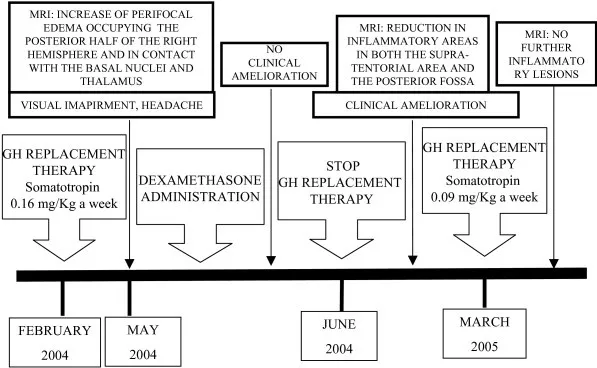 MRI: INCREASE OF PERIFOCAL
EDEMA OCCUPYING THE
POSTERIOR HALF OF THE RIGHT
HEMISPHERE AND IN CONTACT
WITH THE BASAL NUCLEI AND
THALAMUS
VISUAL IMAPIRMENT, HEADACHE
NO
CLINICAL
AMELIORATION
MRI: REDUCTION IN
INFLAMMATORY AREAS
IN BOTH THE SUPRA-
TENTORIAL AREA AND
THE POSTERIOR FOSSA
CLINICAL AMELIORATION
MRI: NO
FURTHER
INFLAMMATO
RY LESIONS
GH REPLACEMENT
THERAPY
Somatotropin
0.16 mg/Kg a week
DEXAMETHASONE
ADMINISTRATION
STOP
GH REPLACEMENT
THERAPY
GH REPLACEMENT
THERAPY
Somatotropin
0.09 mg/Kg a week
FEBRUARY
2004
MAY
2004
JUNE
2004
MARCH
2005